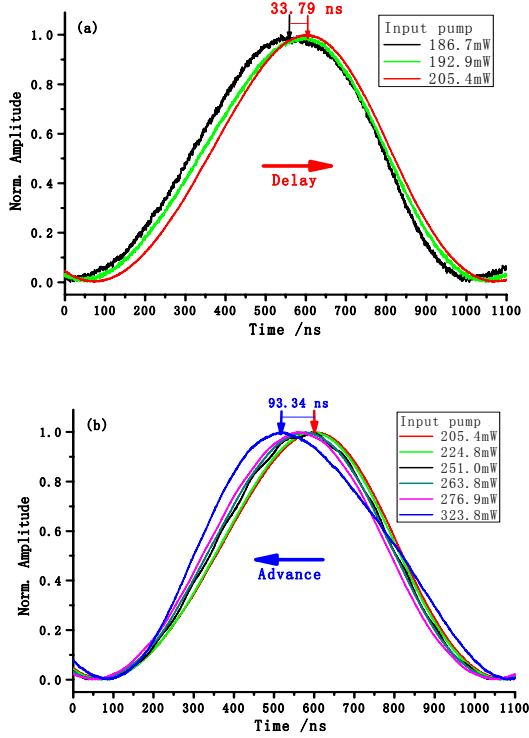 33.79 ns
(a)
Input pump
186.7mW
192.9mW
205.4mW
1.0
0.8
0.6
0.4
0.2
0.0
Norm. Amplitude
Delay
0 100 200 300 400 500 600 700 800 900 1000 1100
Time /ns
93.34 ns
(b)
Input pump
205.4mW
224.8mW
251.0mW
263.8mW
276.9mW
323.8mW
1.0
0.8
0.6
0.4
0.2
0.0
Norm. Amplitude
Advance
0 100 200 300 400 500 600 700 800 900 1000 1100
Time /ns